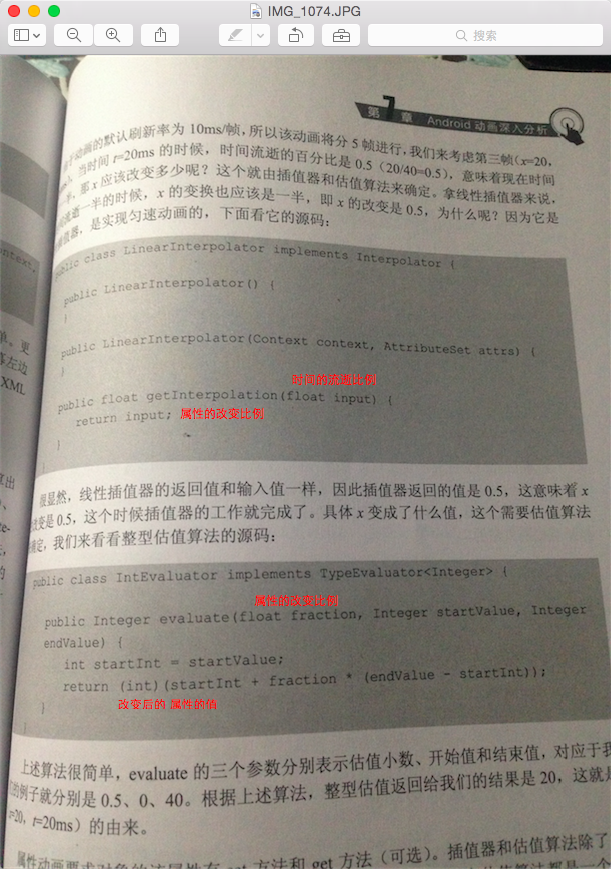 IMG_1074.JPG
搜索
第7章 Android 动画深入分析
动画的默认刷新率为 10ms/帧，所以该动画将分 5 帧进行，我们来考虑第三帧（x=20，
，当时间 t=20ms 的时候，时间流逝的百分比是 0.5（20/40=0.5），意味着现在时间
，那 x 应该改变多少呢？这个就由插值器和估值算法来确定。拿线性插值器来说，
流逝一半的时候，x 的变换也应该是一半，即 x 的改变是 0.5，为什么呢？因为它是
插值器，是实现匀速动画的，下面看它的源码：
public class LinearInterpolator implements Interpolator {
public LinearInterpolator() {
}
public LinearInterpolator(Context context, AttributeSet attrs) {
}
时间的流逝比例
public float getInterpolation(float input) {
return input; 属性的改变比例
}
很显然，线性插值器的返回值和输入值一样，因此插值器返回的值是 0.5，这意味着 x
改变是 0.5，这个时候插值器的工作就完成了。具体 x 变成了什么值，这个需要估值算法
确定，我们来看看整型估值算法的源码：
public class IntEvaluator implements TypeEvaluator<Integer> {
属性的改变比例
public Integer evaluate(float fraction, Integer startValue, Integer
endValue) {
int startInt = startValue;
return (int)(startInt + fraction * (endValue - startInt));
}
改变后的 属性的值
上述算法很简单，evaluate 的三个参数分别表示估值小数、开始值和结束值，对应于我
们的例子就分别是 0.5、0、40。根据上述算法，整型估值返回给我们的结果是 20，这就是
x=20，t=20ms）的由来。
方法和 get 方法（可选）。插值器和估值算法除了